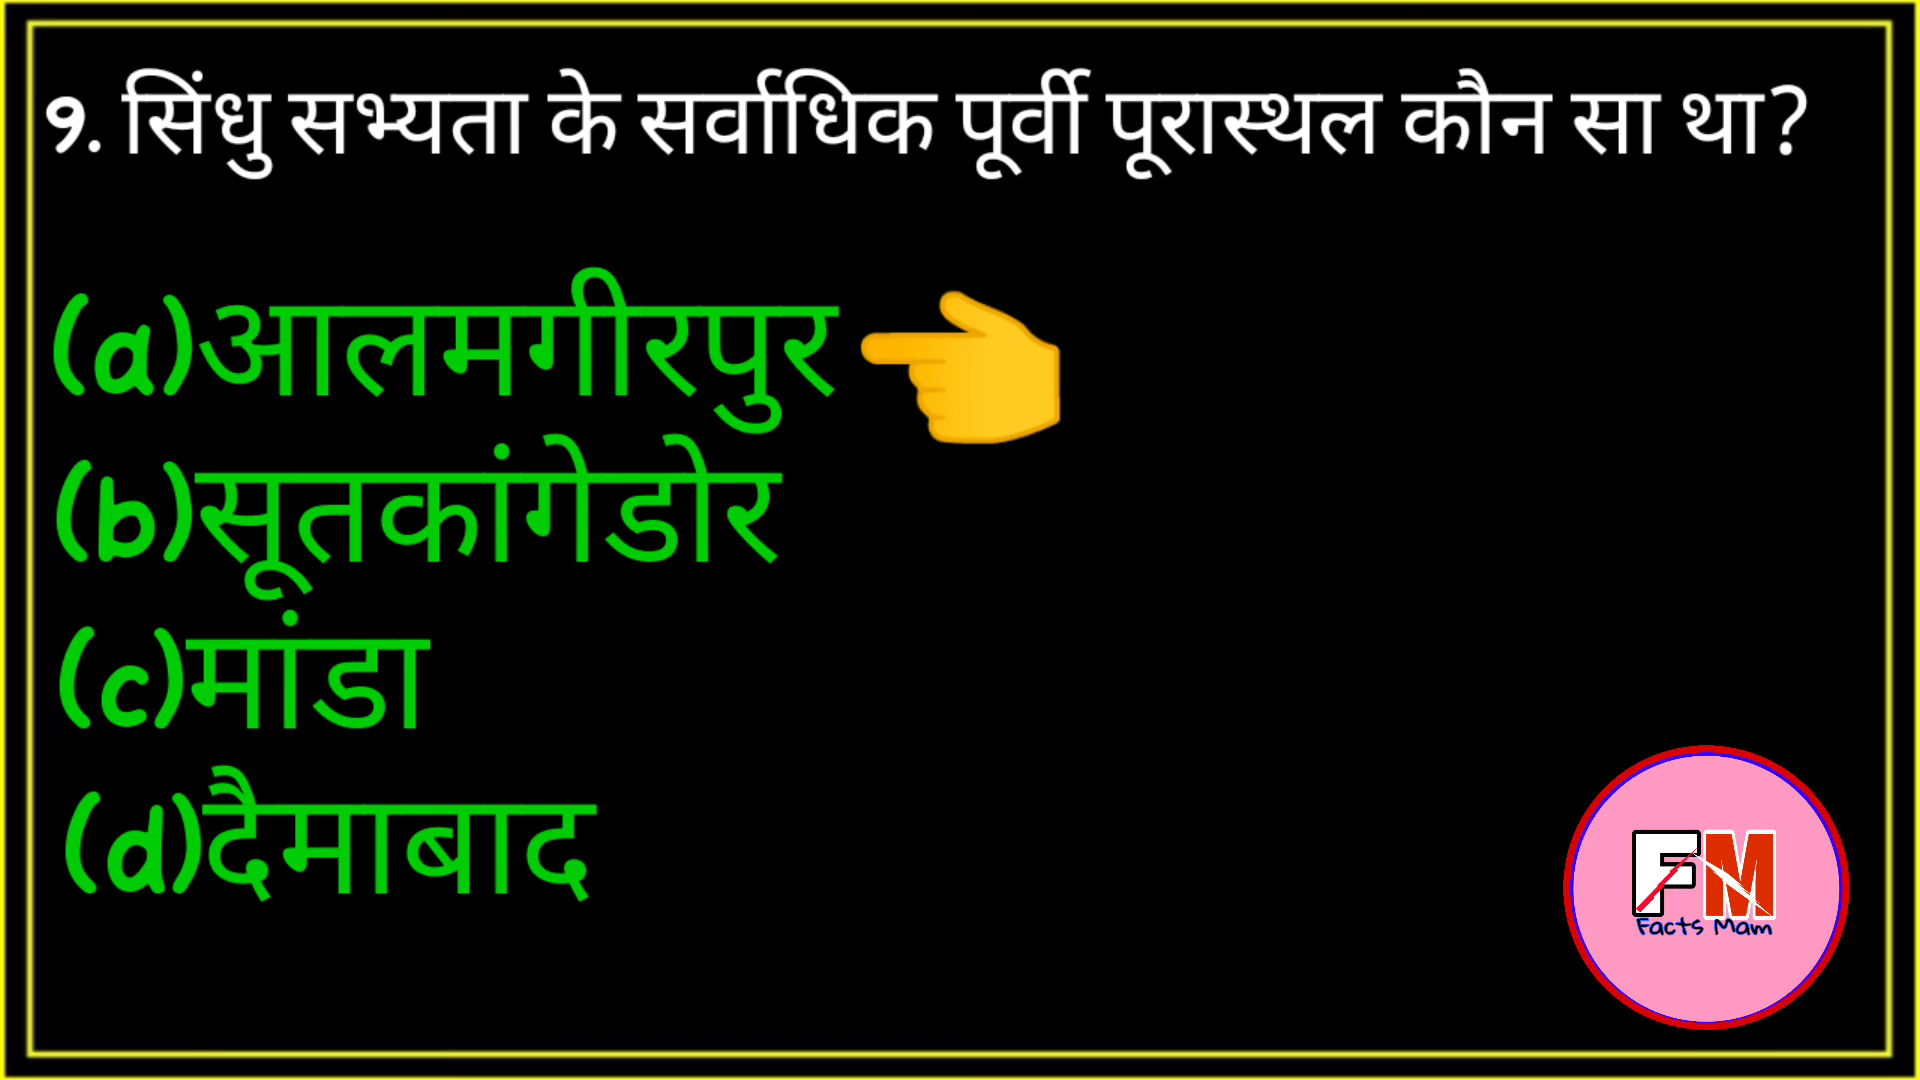 9. सिंधु सभ्यता के सर्वाधिक पूर्वी पूरास्थल कौन सा था?
(a)आलमगीरपुर
(b)सूतकांगेडोर
(c)मांडा
(d)दैमाबाद
FM
Facts Mam